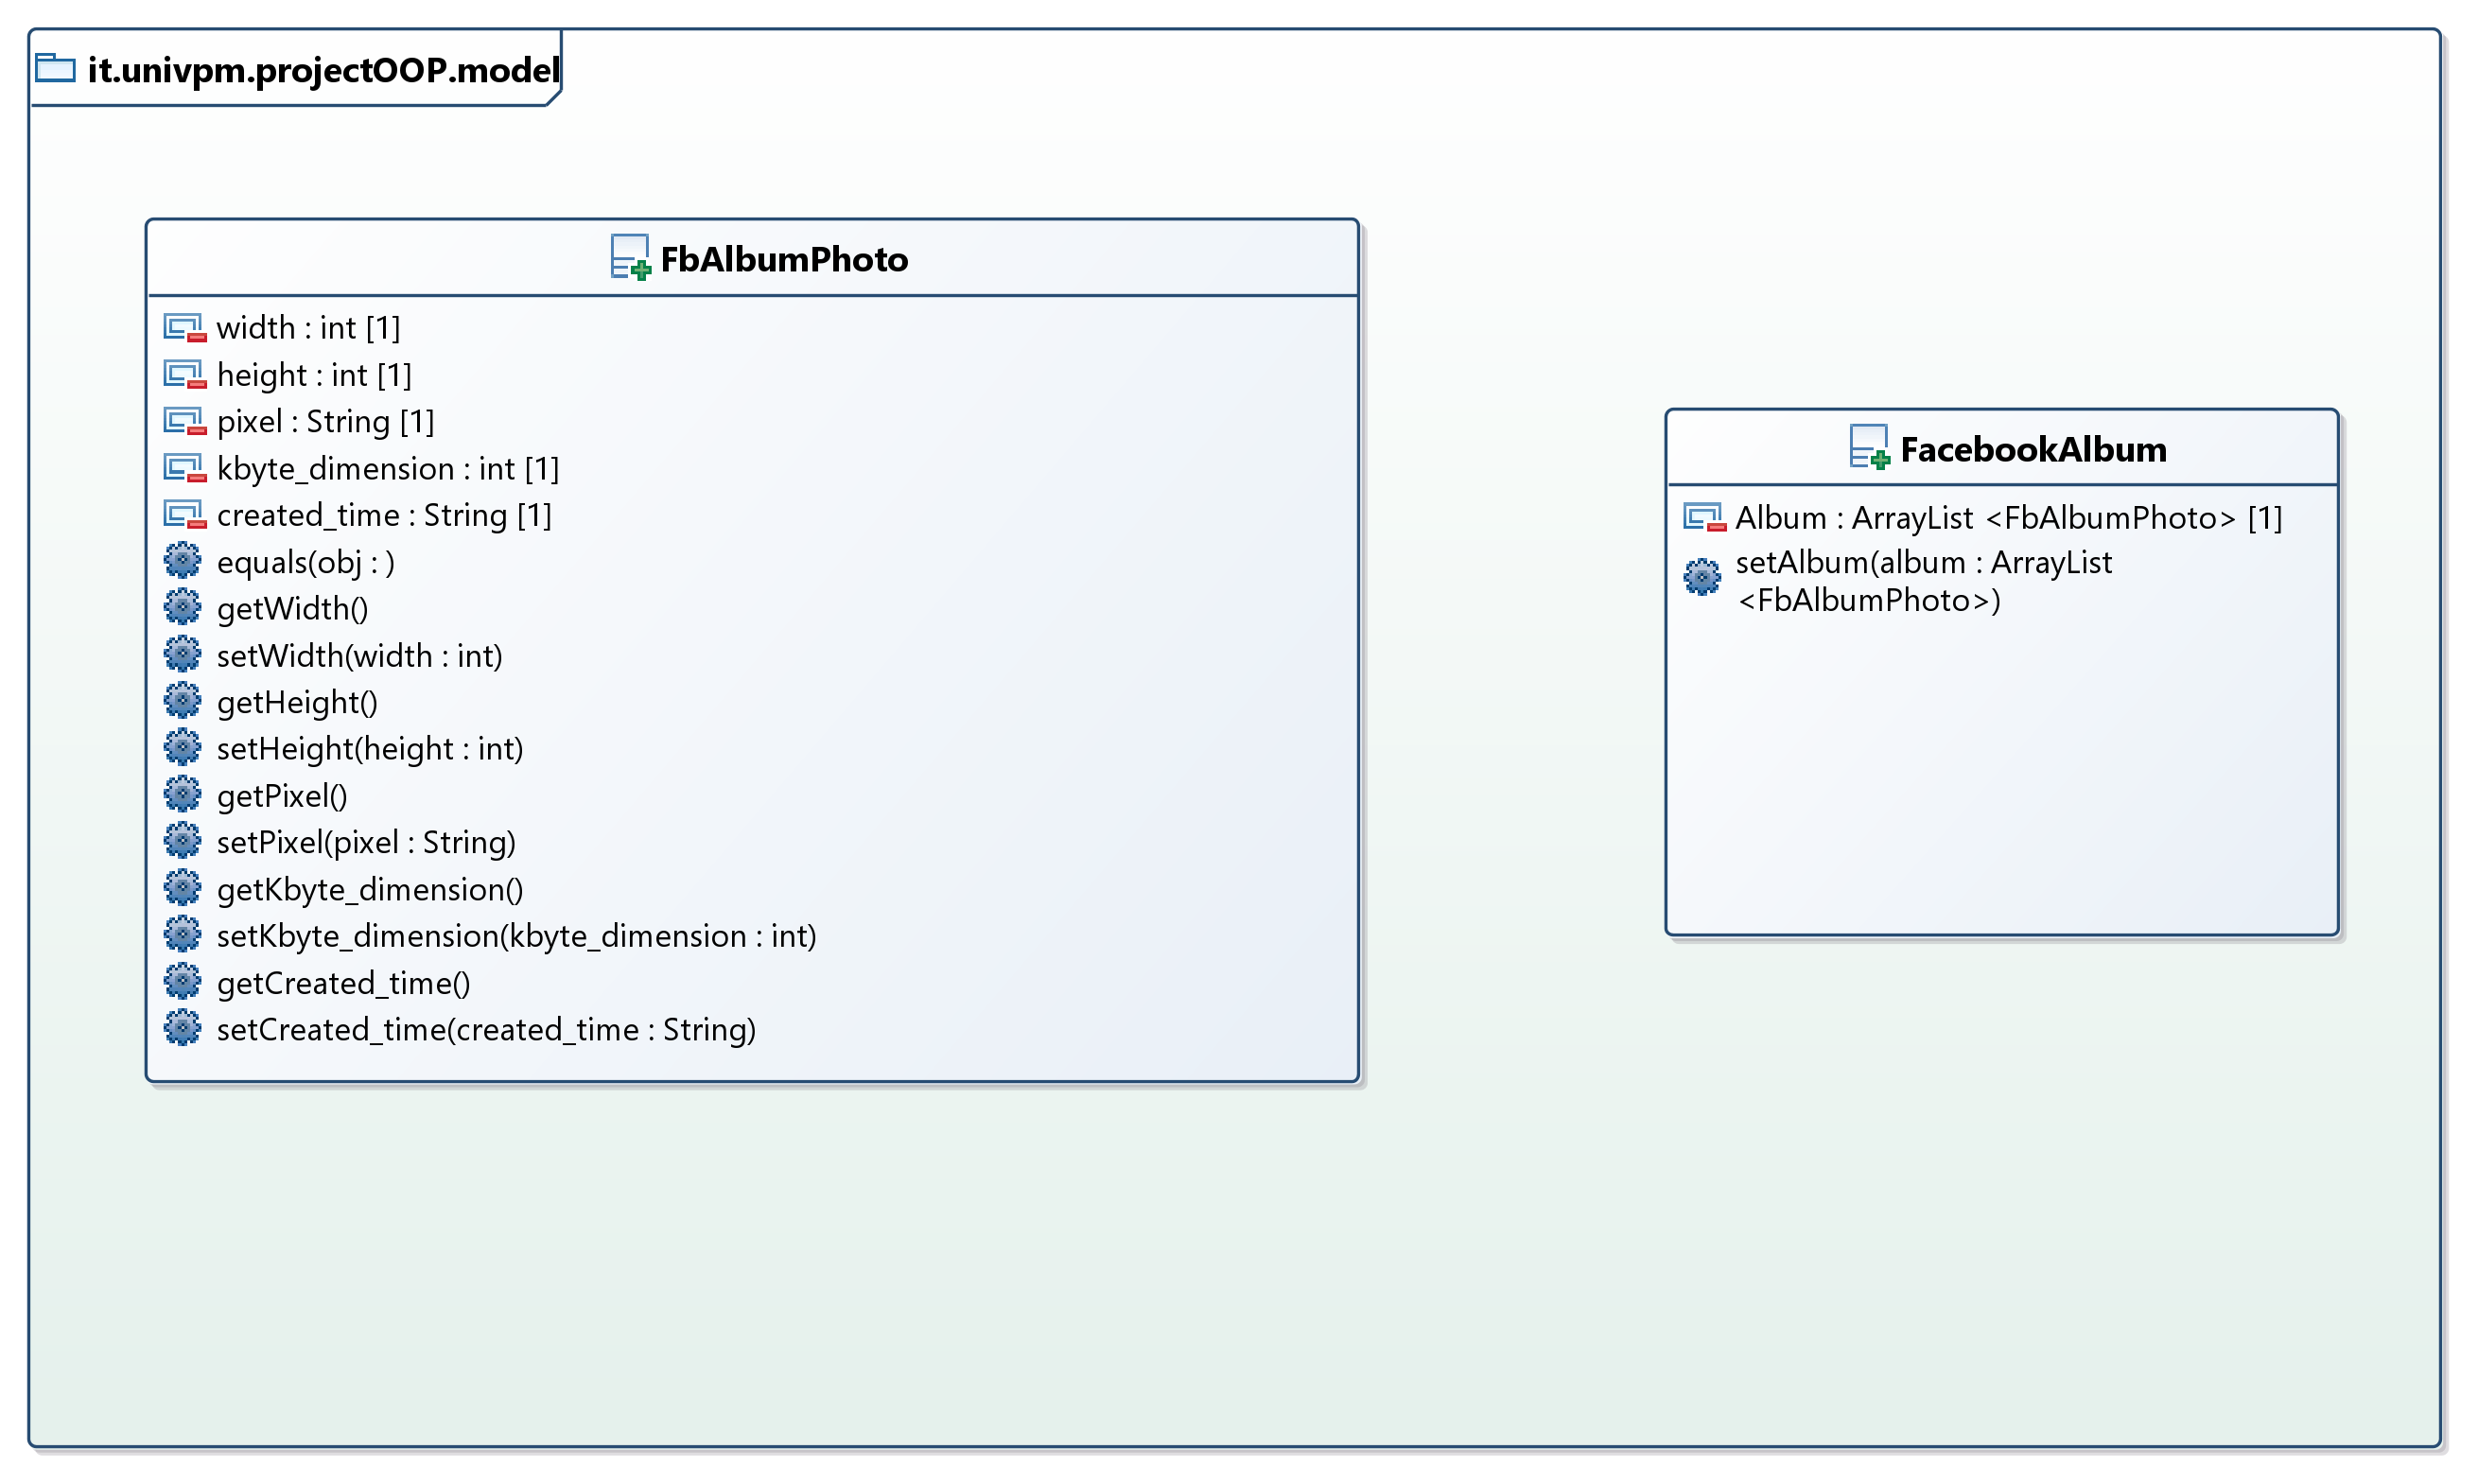 it.univpm.projectOOP.model
FbAlbumPhoto
width : int [1]
height : int [1]
pixel : String [1]
kbyte_dimension : int [1]
created_time : String [1]
equals(obj : )
getWidth()
setWidth(width : int)
getHeight()
setHeight(height : int)
getPixel()
setPixel(pixel : String)
getKbyte_dimension()
setKbyte_dimension(kbyte_dimension : int)
getCreated_time()
setCreated_time(created_time : String)
FacebookAlbum
Album : ArrayList <FbAlbumPhoto> [1]
setAlbum(album : ArrayList
<FbAlbumPhoto>)